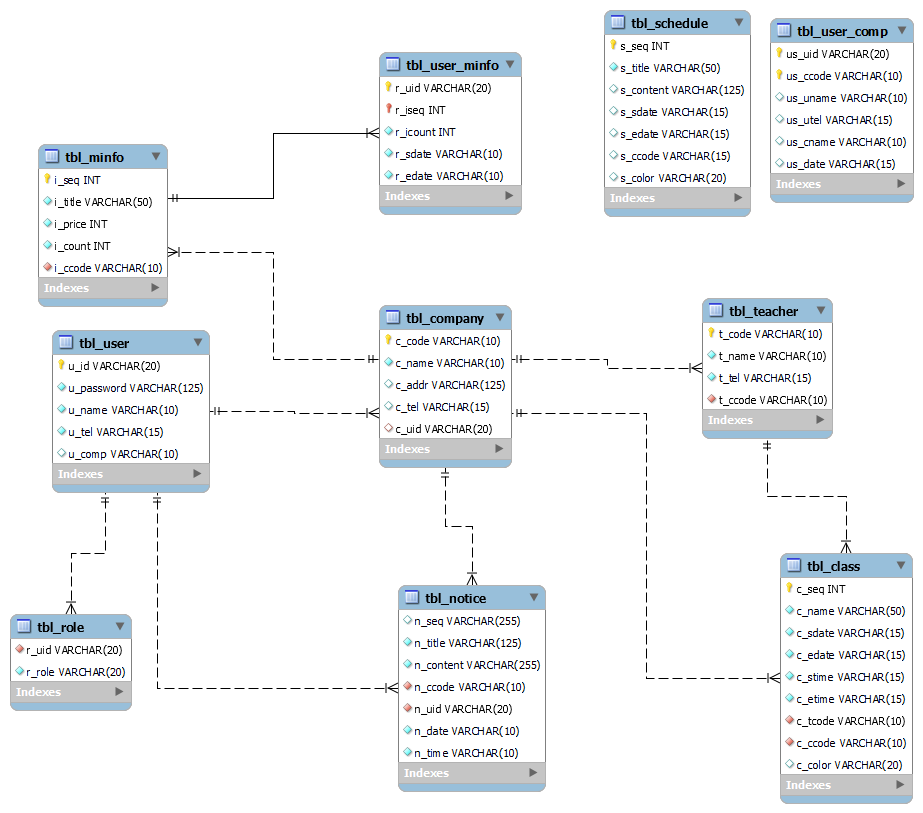 tbl_schedule
s_seq INT
s_title VARCHAR(50)
s_content VARCHAR(125)
s_sdate VARCHAR(15)
s_edate VARCHAR(15)
s_ccode VARCHAR(15)
s_color VARCHAR(20)
Indexes
tbl_user_comp
us_uid VARCHAR(20)
us_ccode VARCHAR(10)
us_uname VARCHAR(10)
us_utel VARCHAR(15)
us_cname VARCHAR(10)
us_date VARCHAR(15)
Indexes
tbl_user_minfo
r_uid VARCHAR(20)
r_iseq INT
r_icount INT
r_sdate VARCHAR(10)
r_edate VARCHAR(10)
Indexes
tbl_minfo
i_seq INT
i_title VARCHAR(50)
i_price INT
i_count INT
i_ccode VARCHAR(10)
Indexes
tbl_user
u_id VARCHAR(20)
u_password VARCHAR(125)
u_name VARCHAR(10)
u_tel VARCHAR(15)
u_comp VARCHAR(10)
Indexes
tbl_company
c_code VARCHAR(10)
c_name VARCHAR(10)
c_addr VARCHAR(125)
c_tel VARCHAR(15)
c_uid VARCHAR(20)
Indexes
tbl_teacher
t_code VARCHAR(10)
t_name VARCHAR(10)
t_tel VARCHAR(15)
t_ccode VARCHAR(10)
Indexes
tbl_role
r_uid VARCHAR(20)
r_role VARCHAR(20)
Indexes
tbl_notice
n_seq VARCHAR(255)
n_title VARCHAR(125)
n_content VARCHAR(255)
n_ccode VARCHAR(10)
n_uid VARCHAR(20)
n_date VARCHAR(10)
n_time VARCHAR(10)
Indexes
tbl_class
c_seq INT
c_name VARCHAR(50)
c_sdate VARCHAR(15)
c_edate VARCHAR(15)
c_stime VARCHAR(15)
c_etime VARCHAR(15)
c_tcode VARCHAR(10)
c_ccode VARCHAR(10)
c_color VARCHAR(20)
Indexes